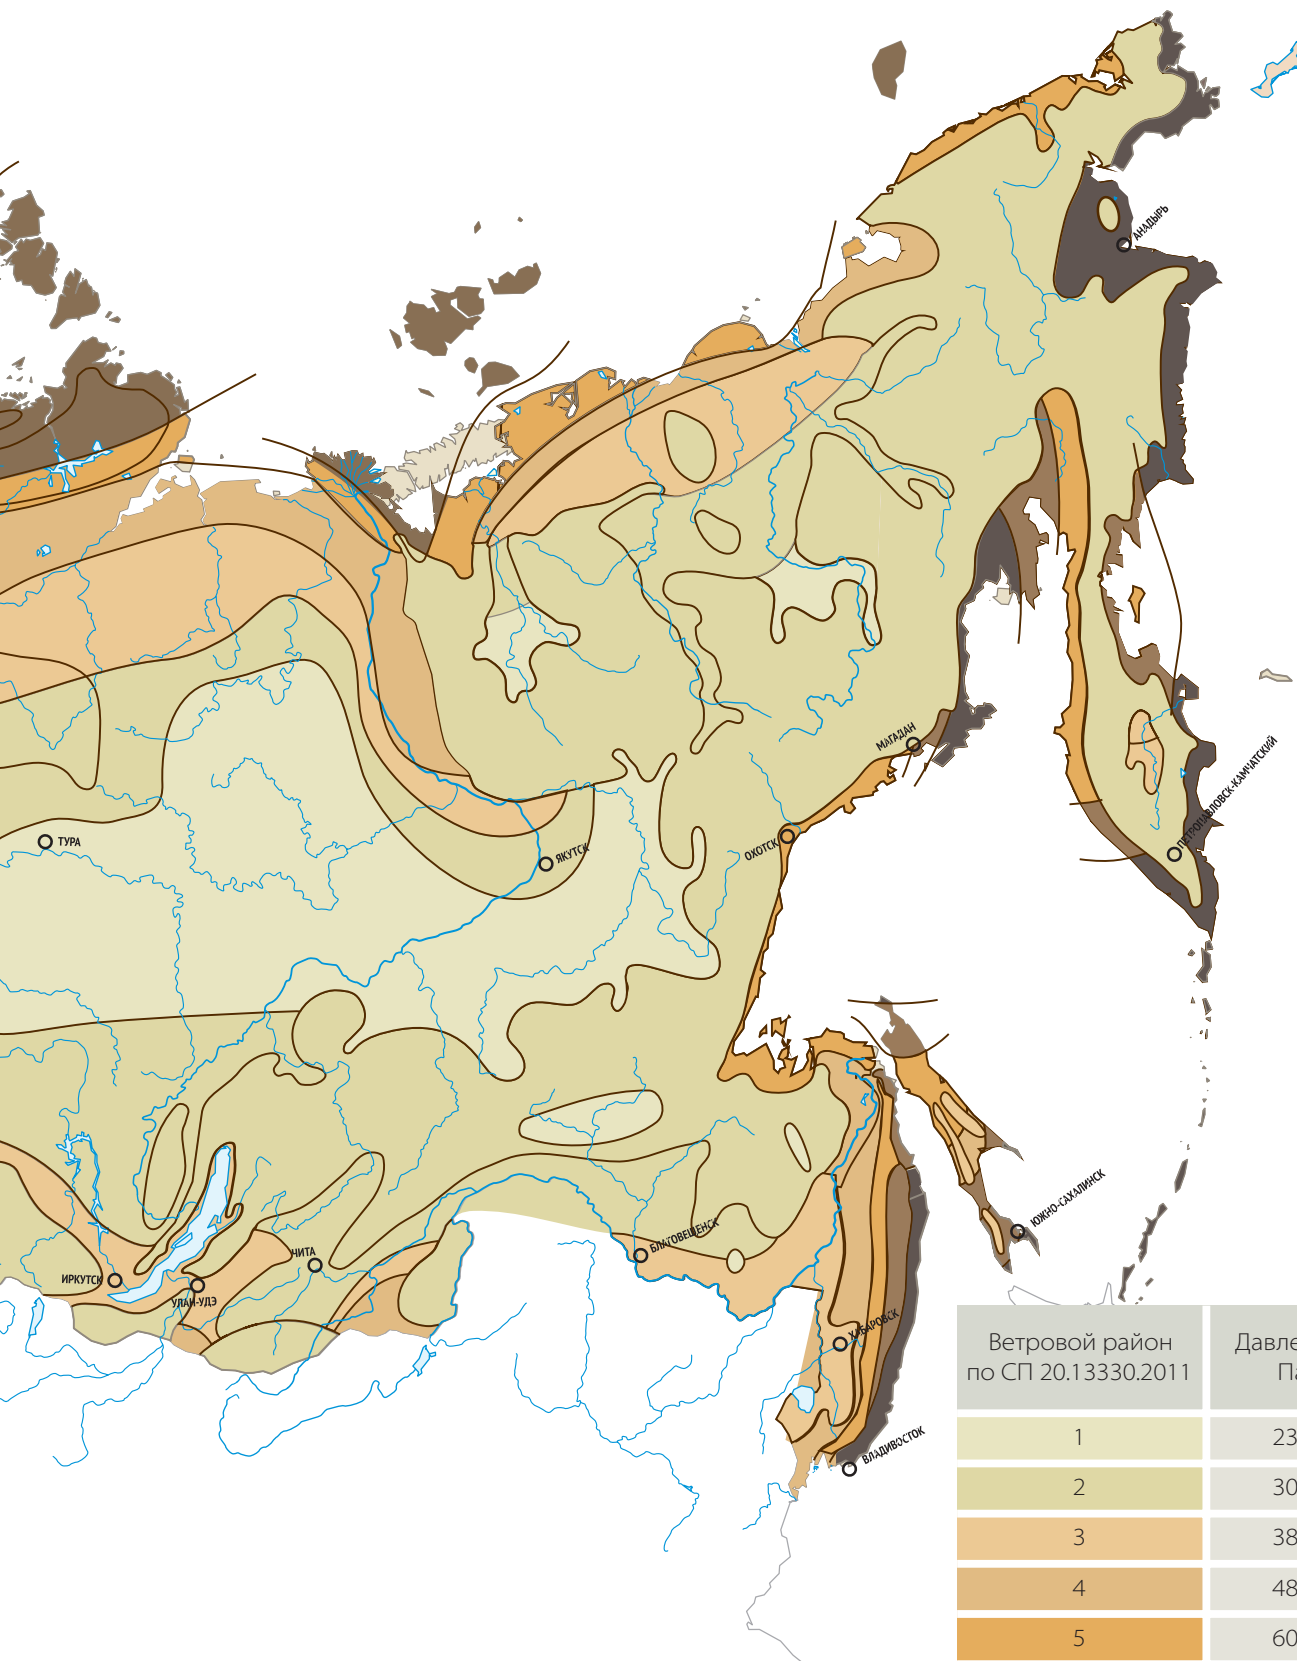 АНАДЫРЬ
МАГАДАН
ПЕТРОПАВЛОВСК-КАМЧАТСКИЙ
ТУРА
ЯКУТСК
ОХОТСК
ЮЖНО-САХАЛИНСК
БЛАГОВЕЩЕНСК
ЧИТА
ИРКУТСК
УЛАН-УДЭ
ХАБАРОВСК
ВЛАДИВОСТОК
Ветровой район
по СП 20.13330.2011
1
2
3
4
5
23
30
38
48
60